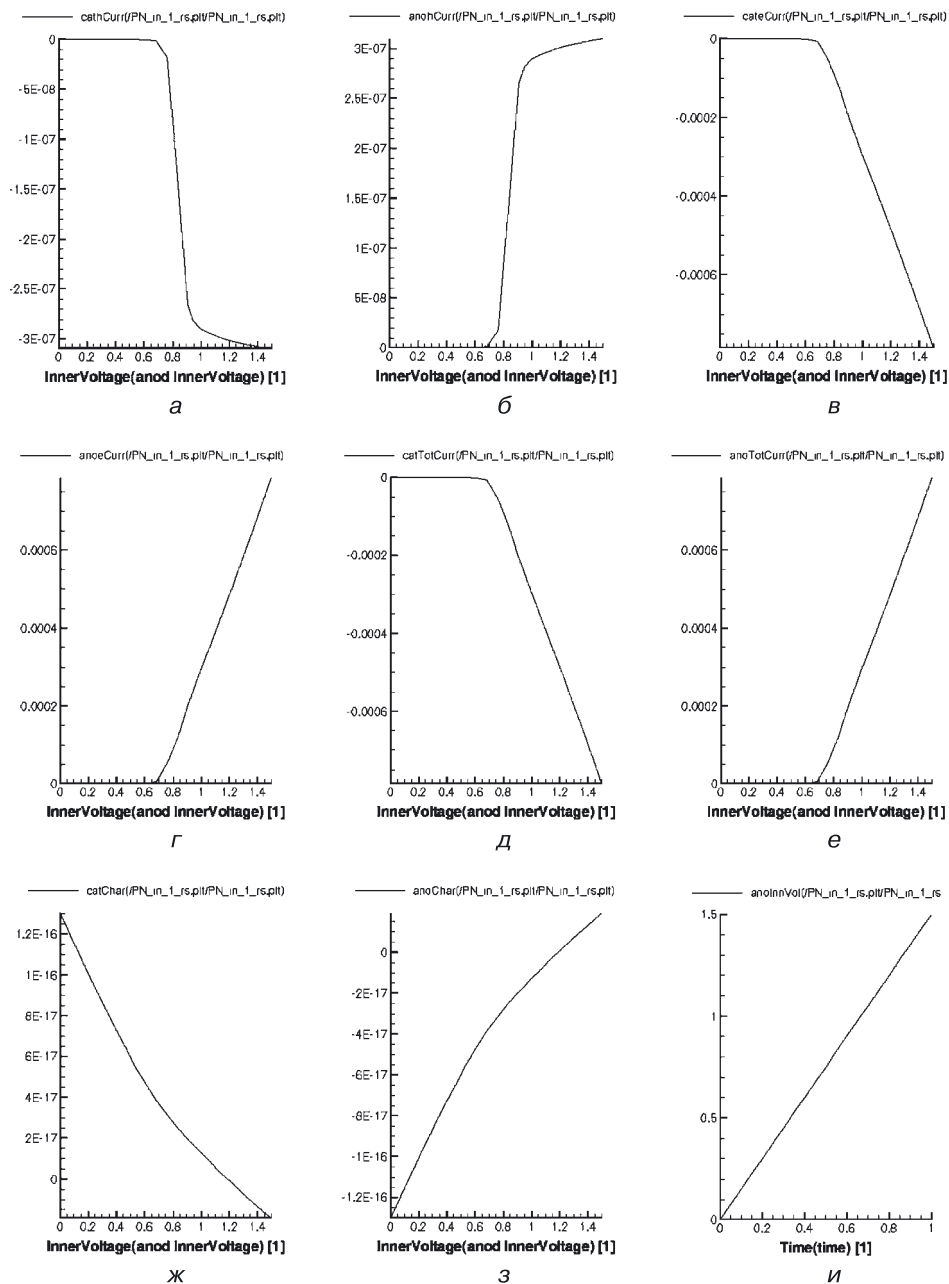 cathCurr(/PN_in_1_rs.plt/PN_in_1_rs.plt)
anohCurr(/PN_in_1_rs.plt/PN_in_1_rs.plt)
cateCurr(/PN_in_1_rs.plt/PN_in_1_rs.plt)
0
-5E-08
-1E-07
-1.5E-07
-2E-07
-2.5E-07
-3E-07
0 0.2 0.4 0.6 0.8 1 1.2 1.4
InnerVoltage(anod InnerVoltage) [1]
а
3E-07
2.5E-07
2E-07
1.5E-07
1E-07
5E-08
0
0 0.2 0.4 0.6 0.8 1 1.2 1.4
InnerVoltage(anod InnerVoltage) [1]
б
0
-0.0002
-0.0004
-0.0006
0 0.2 0.4 0.6 0.8 1 1.2 1.4
InnerVoltage(anod InnerVoltage) [1]
в
anoeCurr(/PN_in_1_rs.plt/PN_in_1_rs.plt)
catTotCurr(/PN_in_1_rs.plt/PN_in_1_rs.plt)
anoTotCurr(/PN_in_1_rs.plt/PN_in_1_rs.plt)
0.0006
0.0004
0.0002
0
0 0.2 0.4 0.6 0.8 1 1.2 1.4
InnerVoltage(anod InnerVoltage) [1]
г
0
-0.0002
-0.0004
-0.0006
0 0.2 0.4 0.6 0.8 1 1.2 1.4
InnerVoltage(anod InnerVoltage) [1]
д
0.0006
0.0004
0.0002
0
0 0.2 0.4 0.6 0.8 1 1.2 1.4
InnerVoltage(anod InnerVoltage) [1]
е
catChar(/PN_in_1_rs.plt/PN_in_1_rs.plt)
anoChar(/PN_in_1_rs.plt/PN_in_1_rs.plt)
anoInnVol(/PN_in_1_rs.plt/PN_in_1_rs
1.2E-16
1E-16
8E-17
6E-17
4E-17
2E-17
0
0 0.2 0.4 0.6 0.8 1 1.2 1.4
InnerVoltage(anod InnerVoltage) [1]
ж
0
-2E-17
-4E-17
-6E-17
-8E-17
-1E-16
-1.2E-16
0 0.2 0.4 0.6 0.8 1 1.2 1.4
InnerVoltage(anod InnerVoltage) [1]
з
1.5
1
0.5
0
0 0.2 0.4 0.6 0.8 1
Time(time) [1]
и